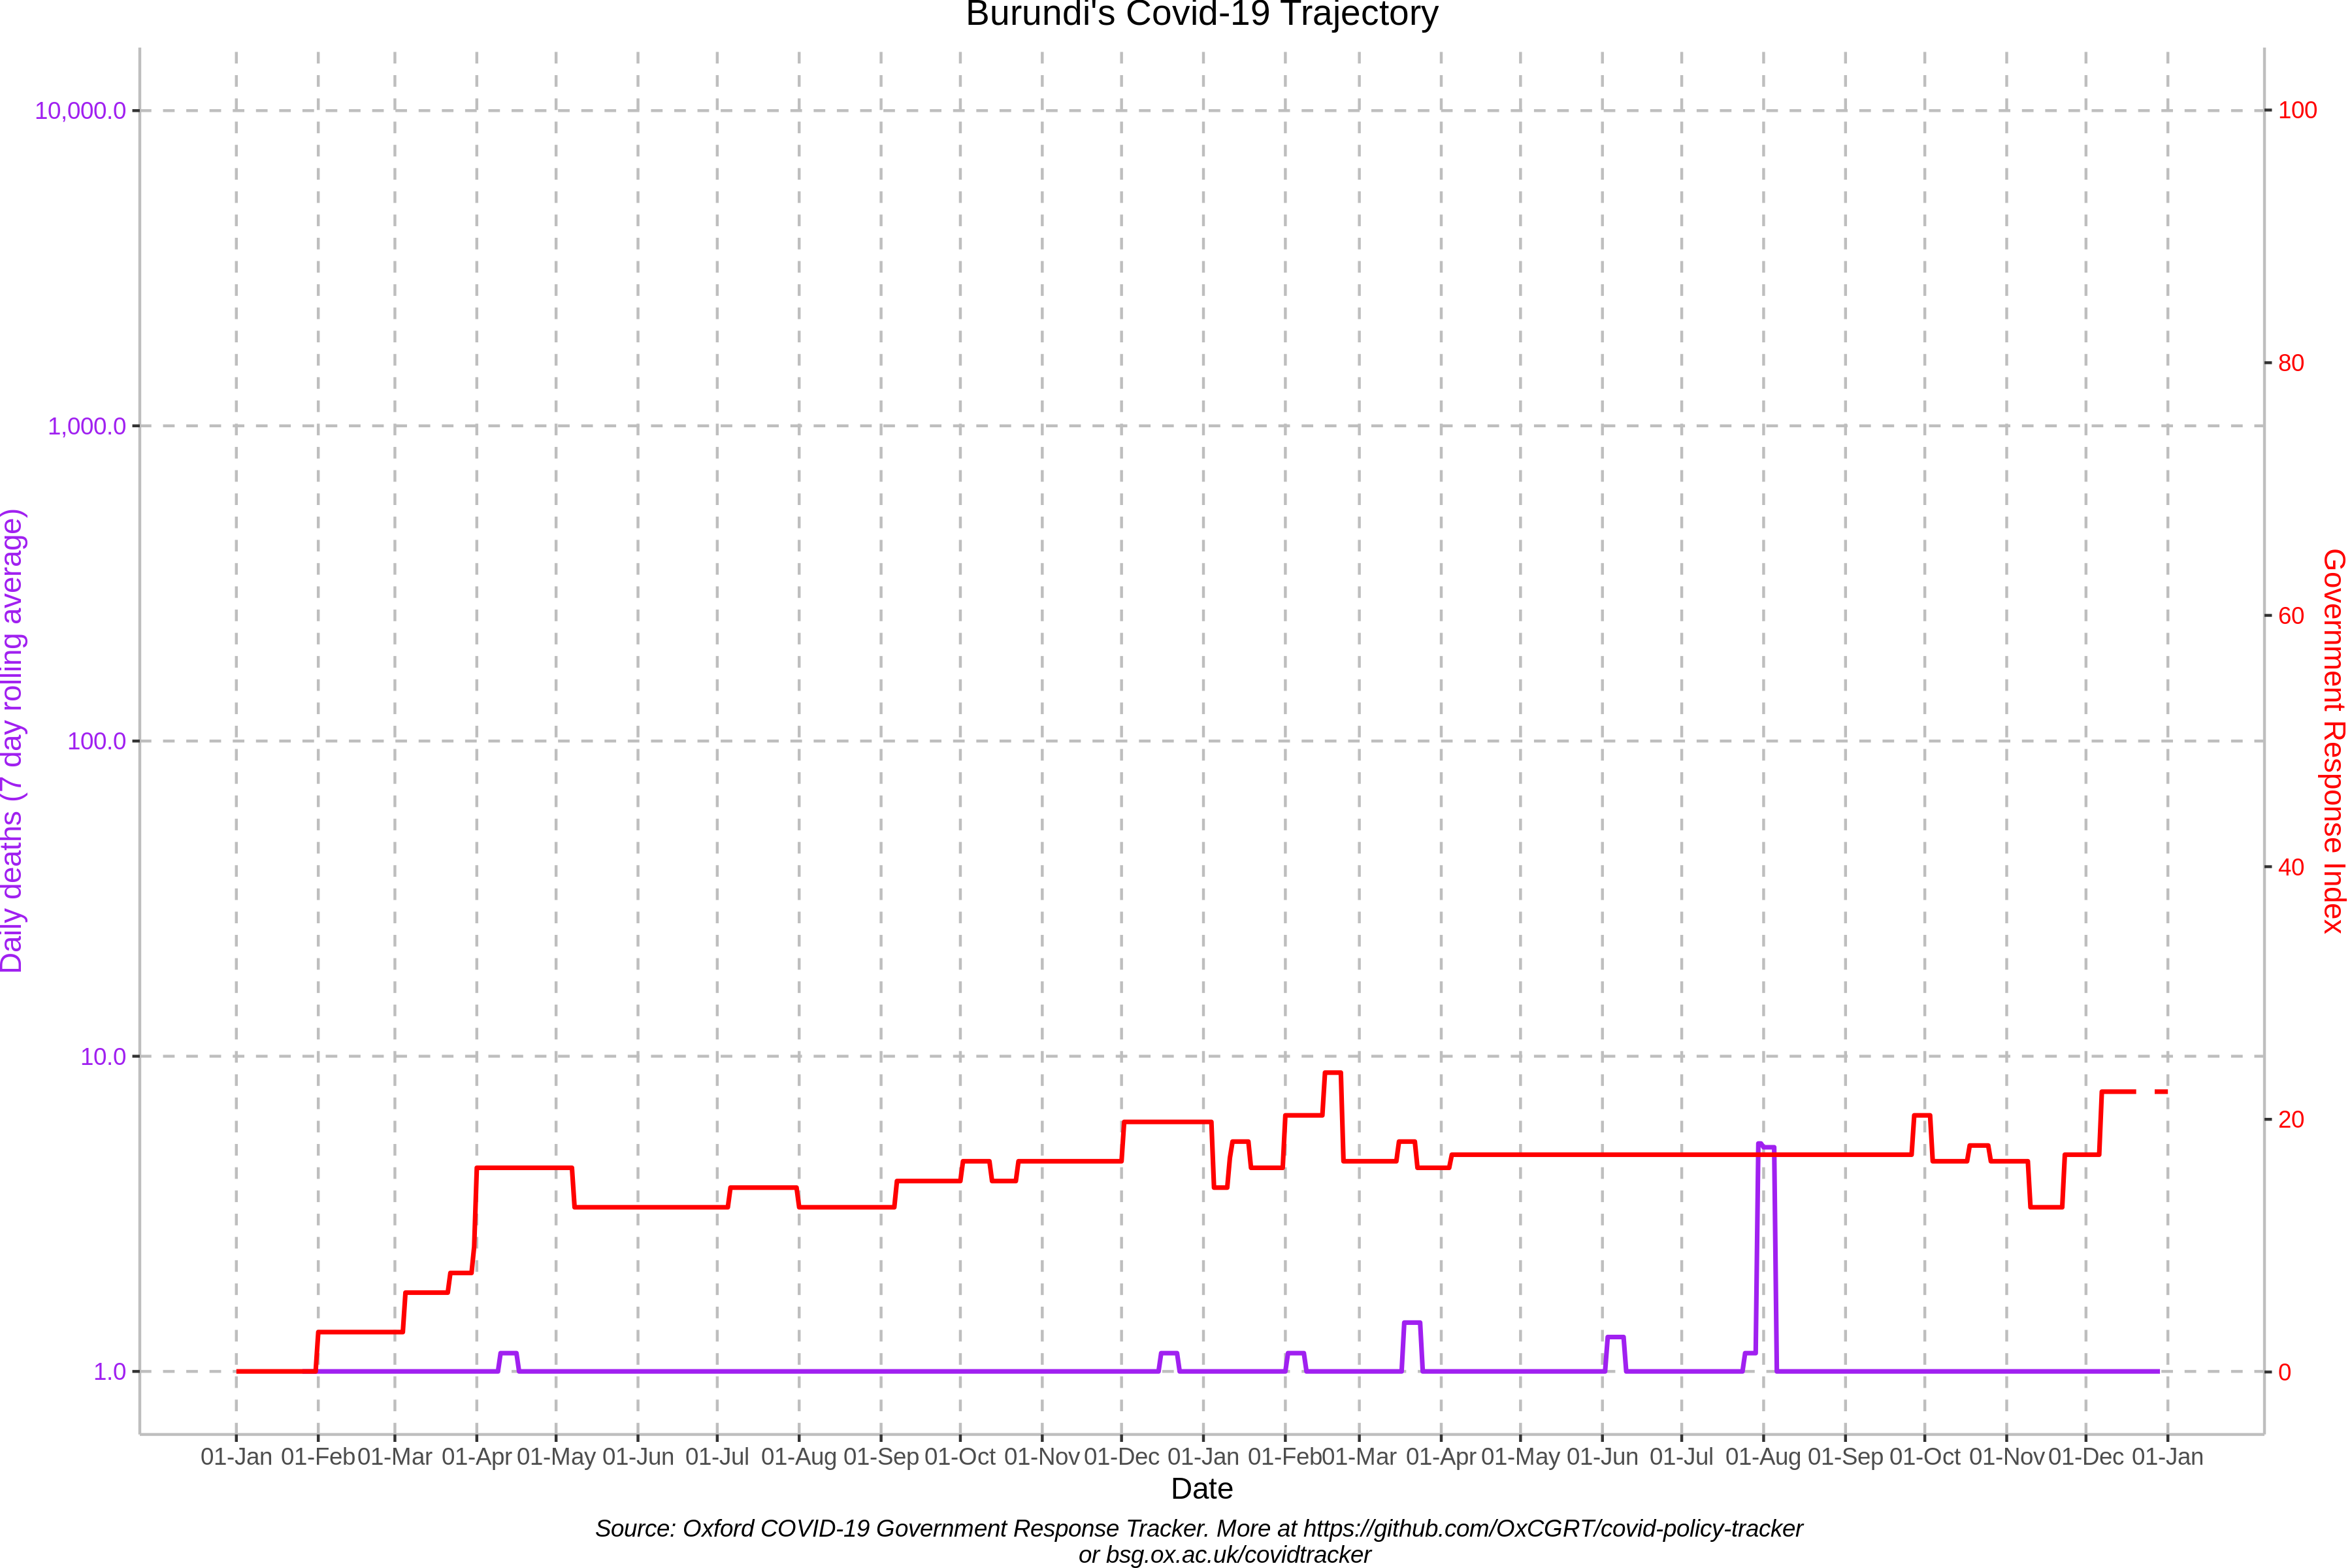 Burundi's Covid-19 Trajectory
10,000.0
1,000.0
100.0
10.0
1.0
Daily deaths (7 day rolling average)
100
80
60
40
20
0
Government Response Index
01-Jan 01-Feb 01-Mar 01-Apr 01-May 01-Jun 01-Jul 01-Aug 01-Sep 01-Oct 01-Nov 01-Dec 01-Jan 01-Feb 01-Mar 01-Apr 01-May 01-Jun 01-Jul 01-Aug 01-Sep 01-Oct 01-Nov 01-Dec 01-Jan
Date
Source: Oxford COVID-19 Government Response Tracker. More at https://github.com/OxCGRT/covid-policy-tracker
or bsg.ox.ac.uk/covidtracker